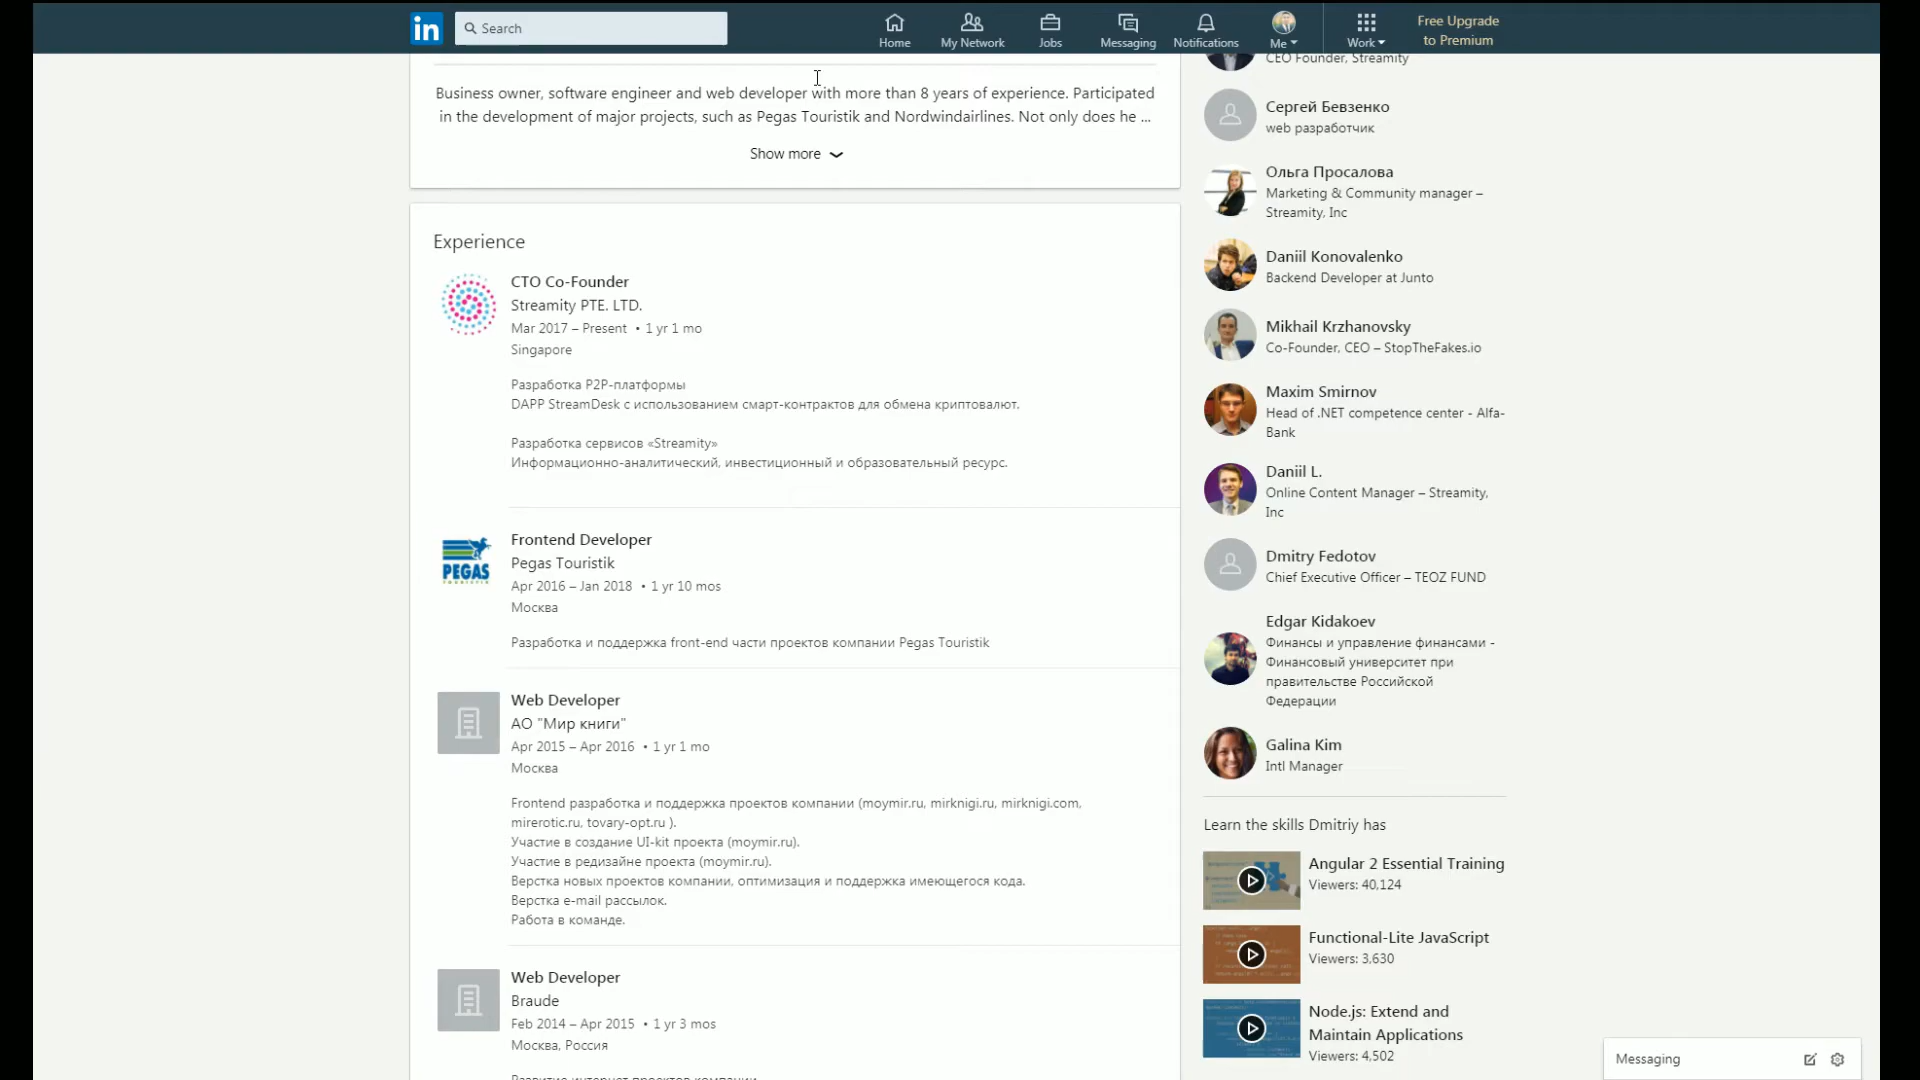 in
Search
Home
My Network
Jobs
Messaging
Notifications
Me
Work
Free Upgrade
to Premium
Business owner, software engineer and web developer with more than 8 years of experience. Participated
in the development of major projects, such as Pegas Touristik and Nordwindairlines. Not only does he ...
Show more
Experience
CTO Co-Founder
Streamity PTE. LTD.
Mar 2017 – Present • 1 yr 1 mo
Singapore
Разработка P2P-платформы
DAPP StreamDesk с использованием смарт-контрактов для обмена криптовалют.
Разработка сервисов «Streamity»
Информационно-аналитический, инвестиционный и образовательный ресурс.
PEGAS
TOURISTIK
Frontend Developer
Pegas Touristik
Apr 2016 – Jan 2018 • 1 yr 10 mos
Москва
Разработка и поддержка front-end части проектов компании Pegas Touristik
Web Developer
АО "Мир книги"
Apr 2015 – Apr 2016 • 1 yr 1 mo
Москва
Frontend разработка и поддержка проектов компании (moymir.ru, mirknigi.ru, mirknigi.com,
mirerotic.ru, tovary-opt.ru ).
Участие в создание UI-kit проекта (moymir.ru).
Участие в редизайне проекта (moymir.ru).
Верстка новых проектов компании, оптимизация и поддержка имеющегося кода.
Верстка e-mail рассылок.
Работа в команде.
Web Developer
Braude
Feb 2014 – Apr 2015 • 1 yr 3 mos
Москва, Россия
Развитие интернет проектов компании
CEO Founder, Streamity
Сергей Бевзенко
web разработчик
Ольга Просалова
Marketing & Community manager –
Streamity, Inc
Daniil Konovalenko
Backend Developer at Junto
Mikhail Krzhanovsky
Co-Founder, CEO – StopTheFakes.io
Maxim Smirnov
Head of .NET competence center - Alfa-
Bank
Daniil L.
Online Content Manager – Streamity,
Inc
Dmitry Fedotov
Chief Executive Officer – TEOZ FUND
Edgar Kidakoev
Финансы и управление финансами -
Финансовый университет при
правительстве Российской
Федерации
Galina Kim
Intl Manager
Learn the skills Dmitriy has
Angular 2 Essential Training
Viewers: 40,124
Functional-Lite JavaScript
Viewers: 3,630
Node.js: Extend and
Maintain Applications
Viewers: 4,502
Messaging